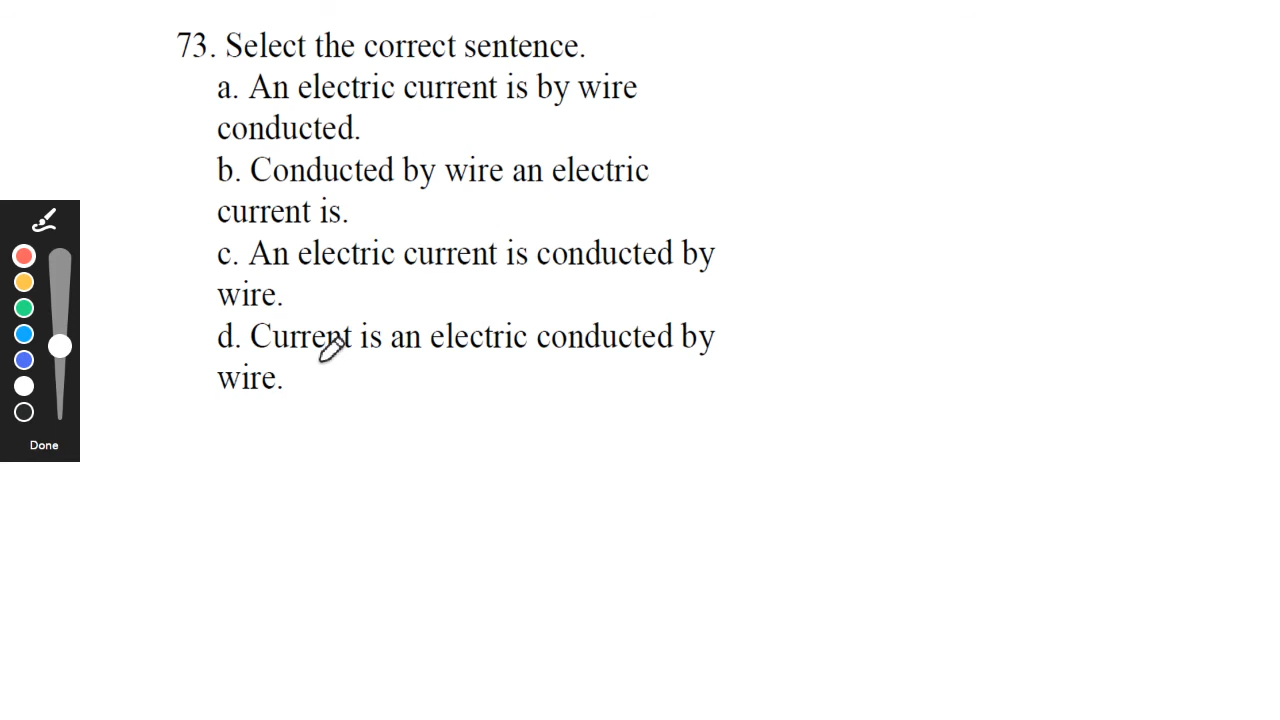 73. Select the correct sentence.
a. An electric current is by wire
conducted.
b. Conducted by wire an electric
current is.
c. An electric current is conducted by
wire.
d. Current is an electric conducted by
wire.
Done